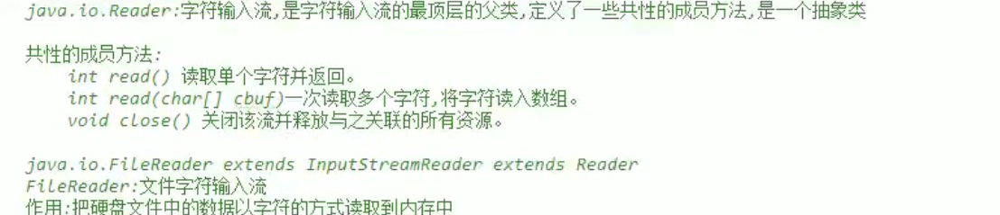 java.io.Reader:字符输入流,是字符输入流的最顶层的父类,定义了一些共性的成员方法,是一个抽象类
共性的成员方法:
int read() 读取单个字符并返回。
int read(char[] cbuf)一次读取多个字符,将字符读入数组。
void close() 关闭该流并释放与之关联的所有资源。
java.io.FileReader extends InputStreamReader extends Reader
FileReader:文件字符输入流
作用:把硬盘文件中的数据以字符的方式读取到内存中